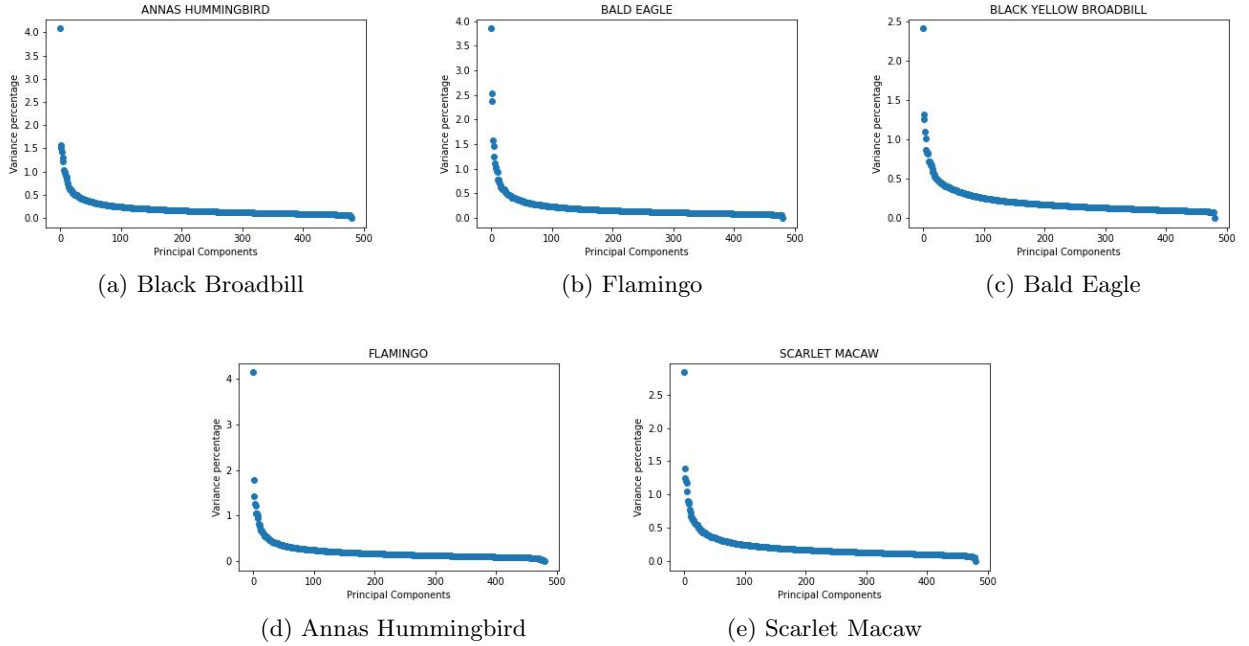 ANNAS HUMMINGBIRD
4.0
3.5
3.0
2.5
2.0
1.5
1.0
0.5
0.0
Variance percentage
0 100 200 300 400 500
Principal Components
(a) Black Broadbill
BALD EAGLE
4.0
3.5
3.0
2.5
2.0
1.5
1.0
0.5
0.0
Variance percentage
0 100 200 300 400 500
Principal Components
(b) Flamingo
BLACK YELLOW BROADBILL
2.5
2.0
1.5
1.0
0.5
0.0
Variance percentage
0 100 200 300 400 500
Principal Components
(c) Bald Eagle
FLAMINGO
4
3
2
1
0
Variance percentage
0 100 200 300 400 500
Principal Components
(d) Annas Hummingbird
SCARLET MACAW
2.5
2.0
1.5
1.0
0.5
0.0
Variance percentage
0 100 200 300 400 500
Principal Components
(e) Scarlet Macaw